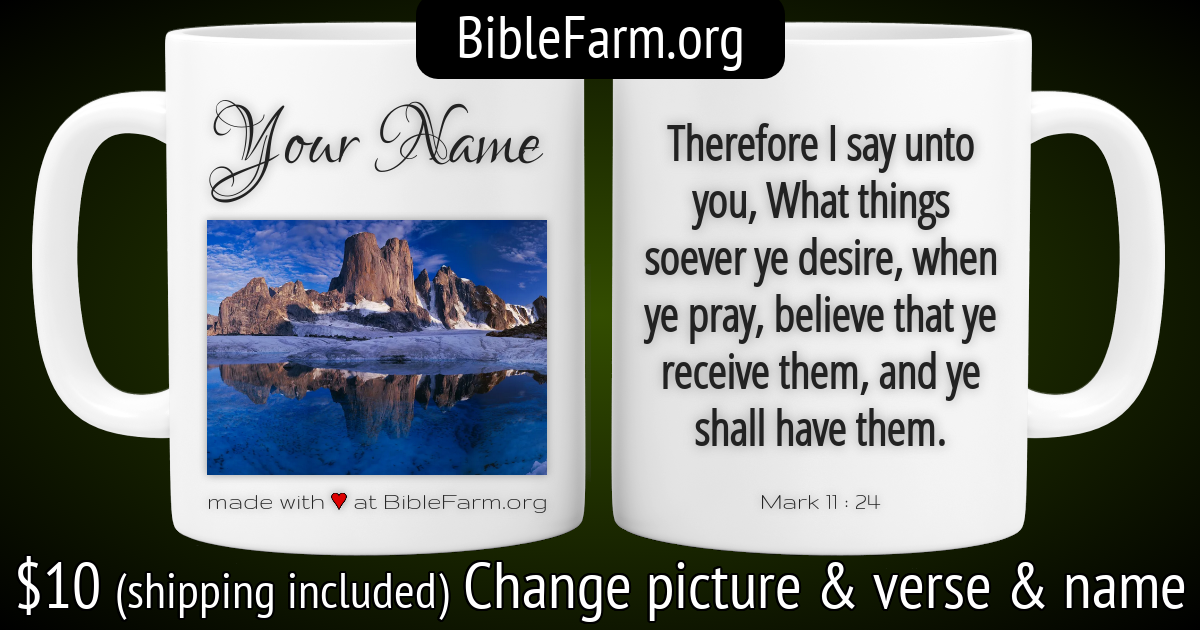 BibleFarm.org
Your Name
made with ♥ at BibleFarm.org
Therefore I say unto
you, What things
soever ye desire, when
ye pray, believe that ye
receive them, and ye
shall have them.
Mark 11 : 24
$10 (shipping included) Change picture & verse & name